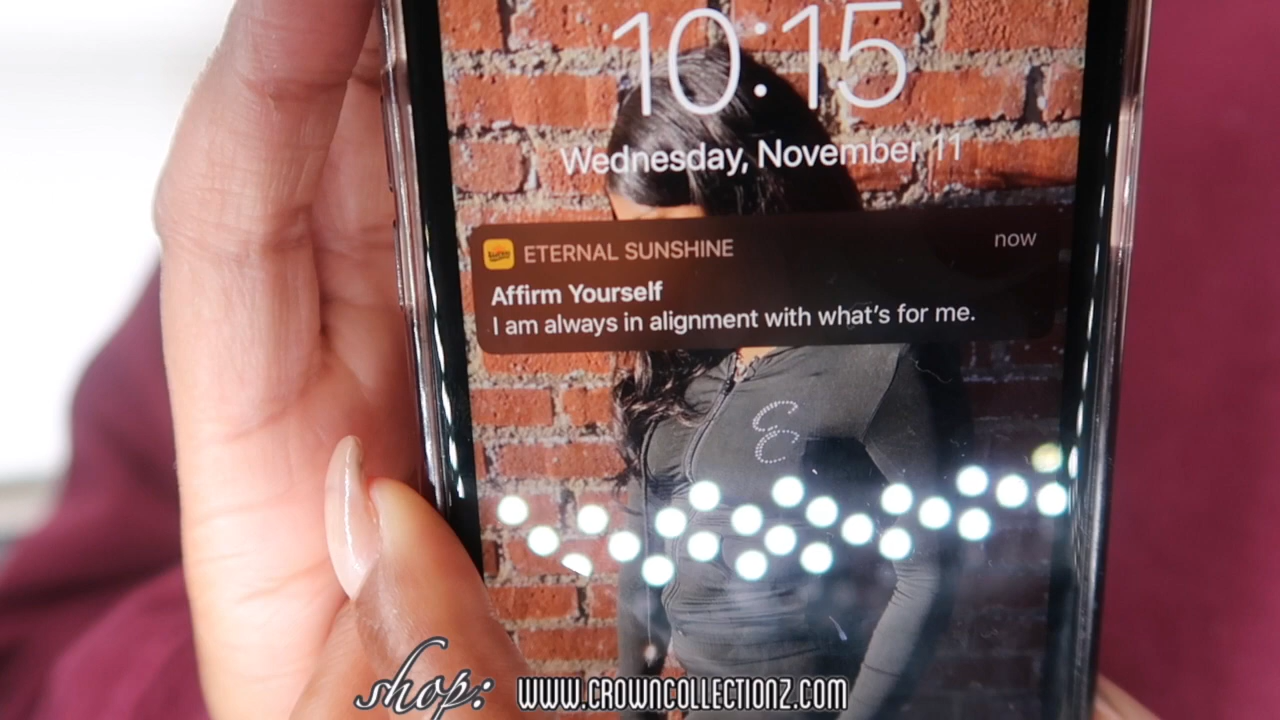 10:15
Wednesday, November 11
ETERNAL SUNSHINE
now
Affirm Yourself
I am always in alignment with what's for me.
shop: WWW.CROWNCOLLECTIONZ.COM